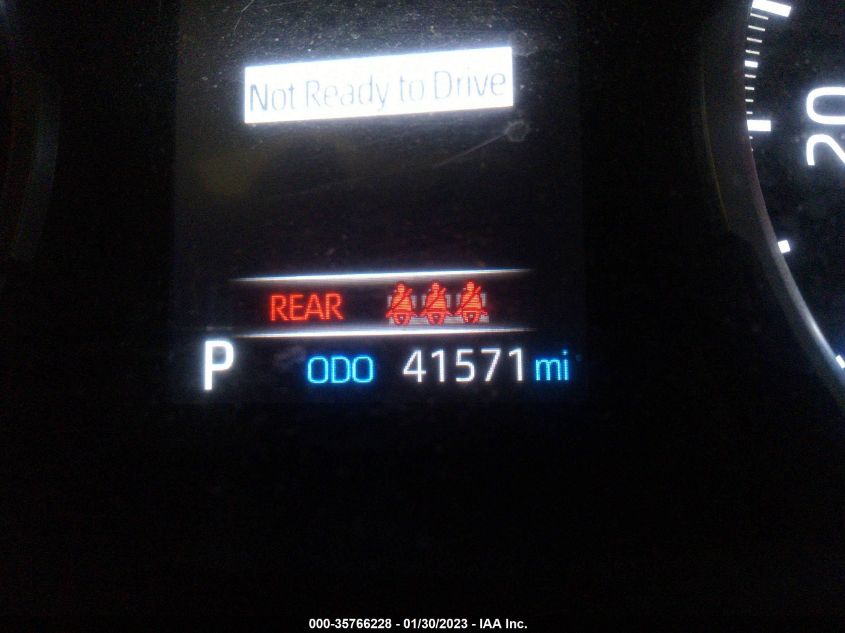 Not Ready to Drive
20
REAR
P ODO 41571 mi
000-35766228 - 01/30/2023 - IAA Inc.